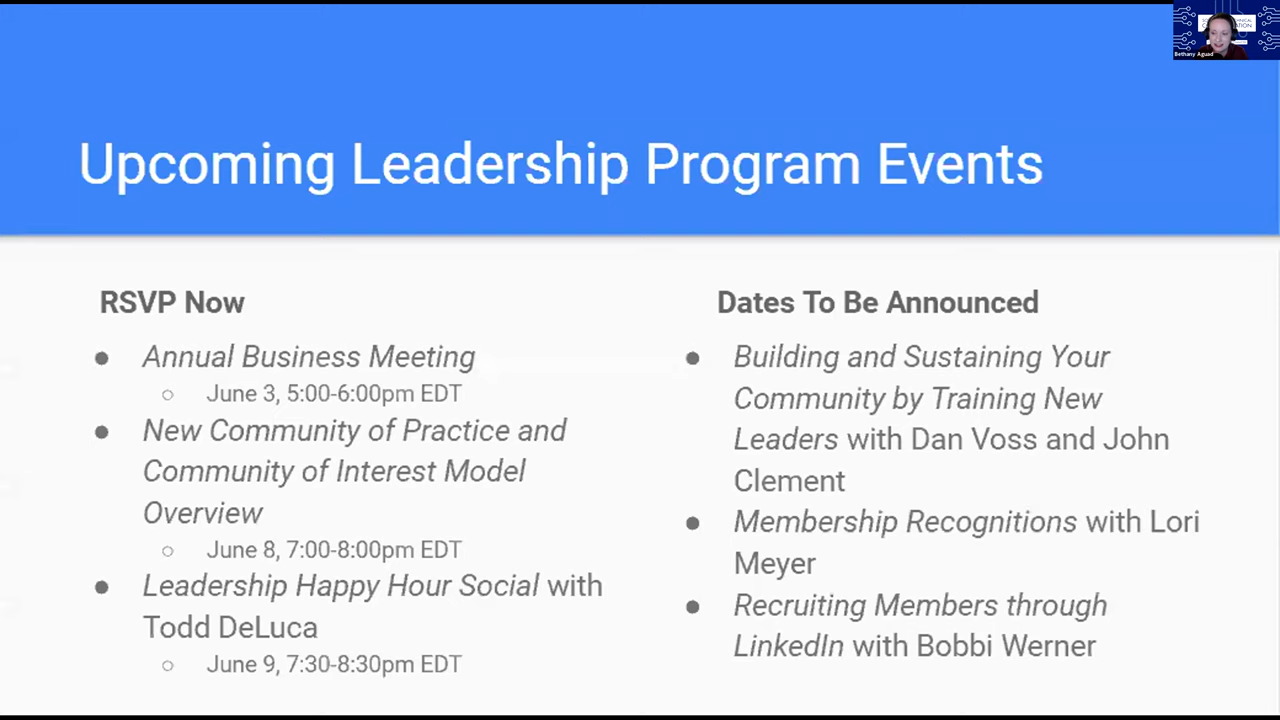 Bethany Aguad
Upcoming Leadership Program Events
RSVP Now
● Annual Business Meeting
○ June 3, 5:00-6:00pm EDT
● New Community of Practice and
Community of Interest Model
Overview
○ June 8, 7:00-8:00pm EDT
● Leadership Happy Hour Social with
Todd DeLuca
○ June 9, 7:30-8:30pm EDT
Dates To Be Announced
● Building and Sustaining Your
Community by Training New
Leaders with Dan Voss and John
Clement
● Membership Recognitions with Lori
Meyer
● Recruiting Members through
LinkedIn with Bobbi Werner